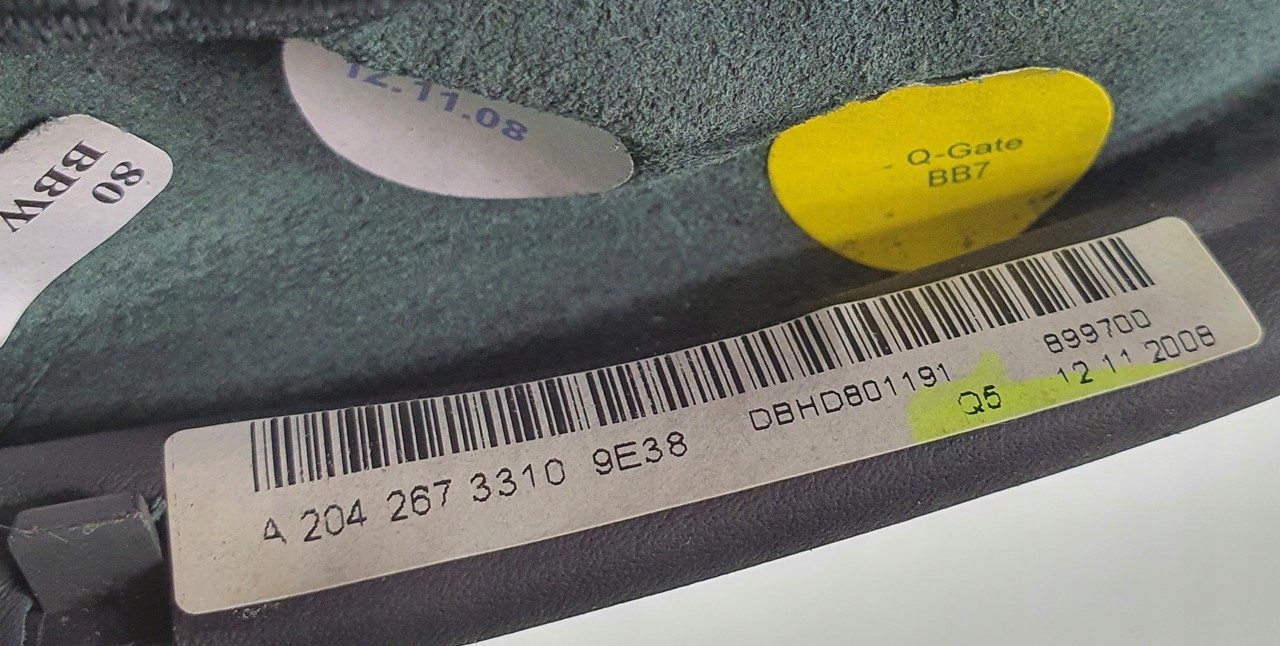 12.11.08
Q-Gate
BB7
80
BBW
A 204 267 3310 9E38
DBHD801191
899700
Q5
12 11 2008